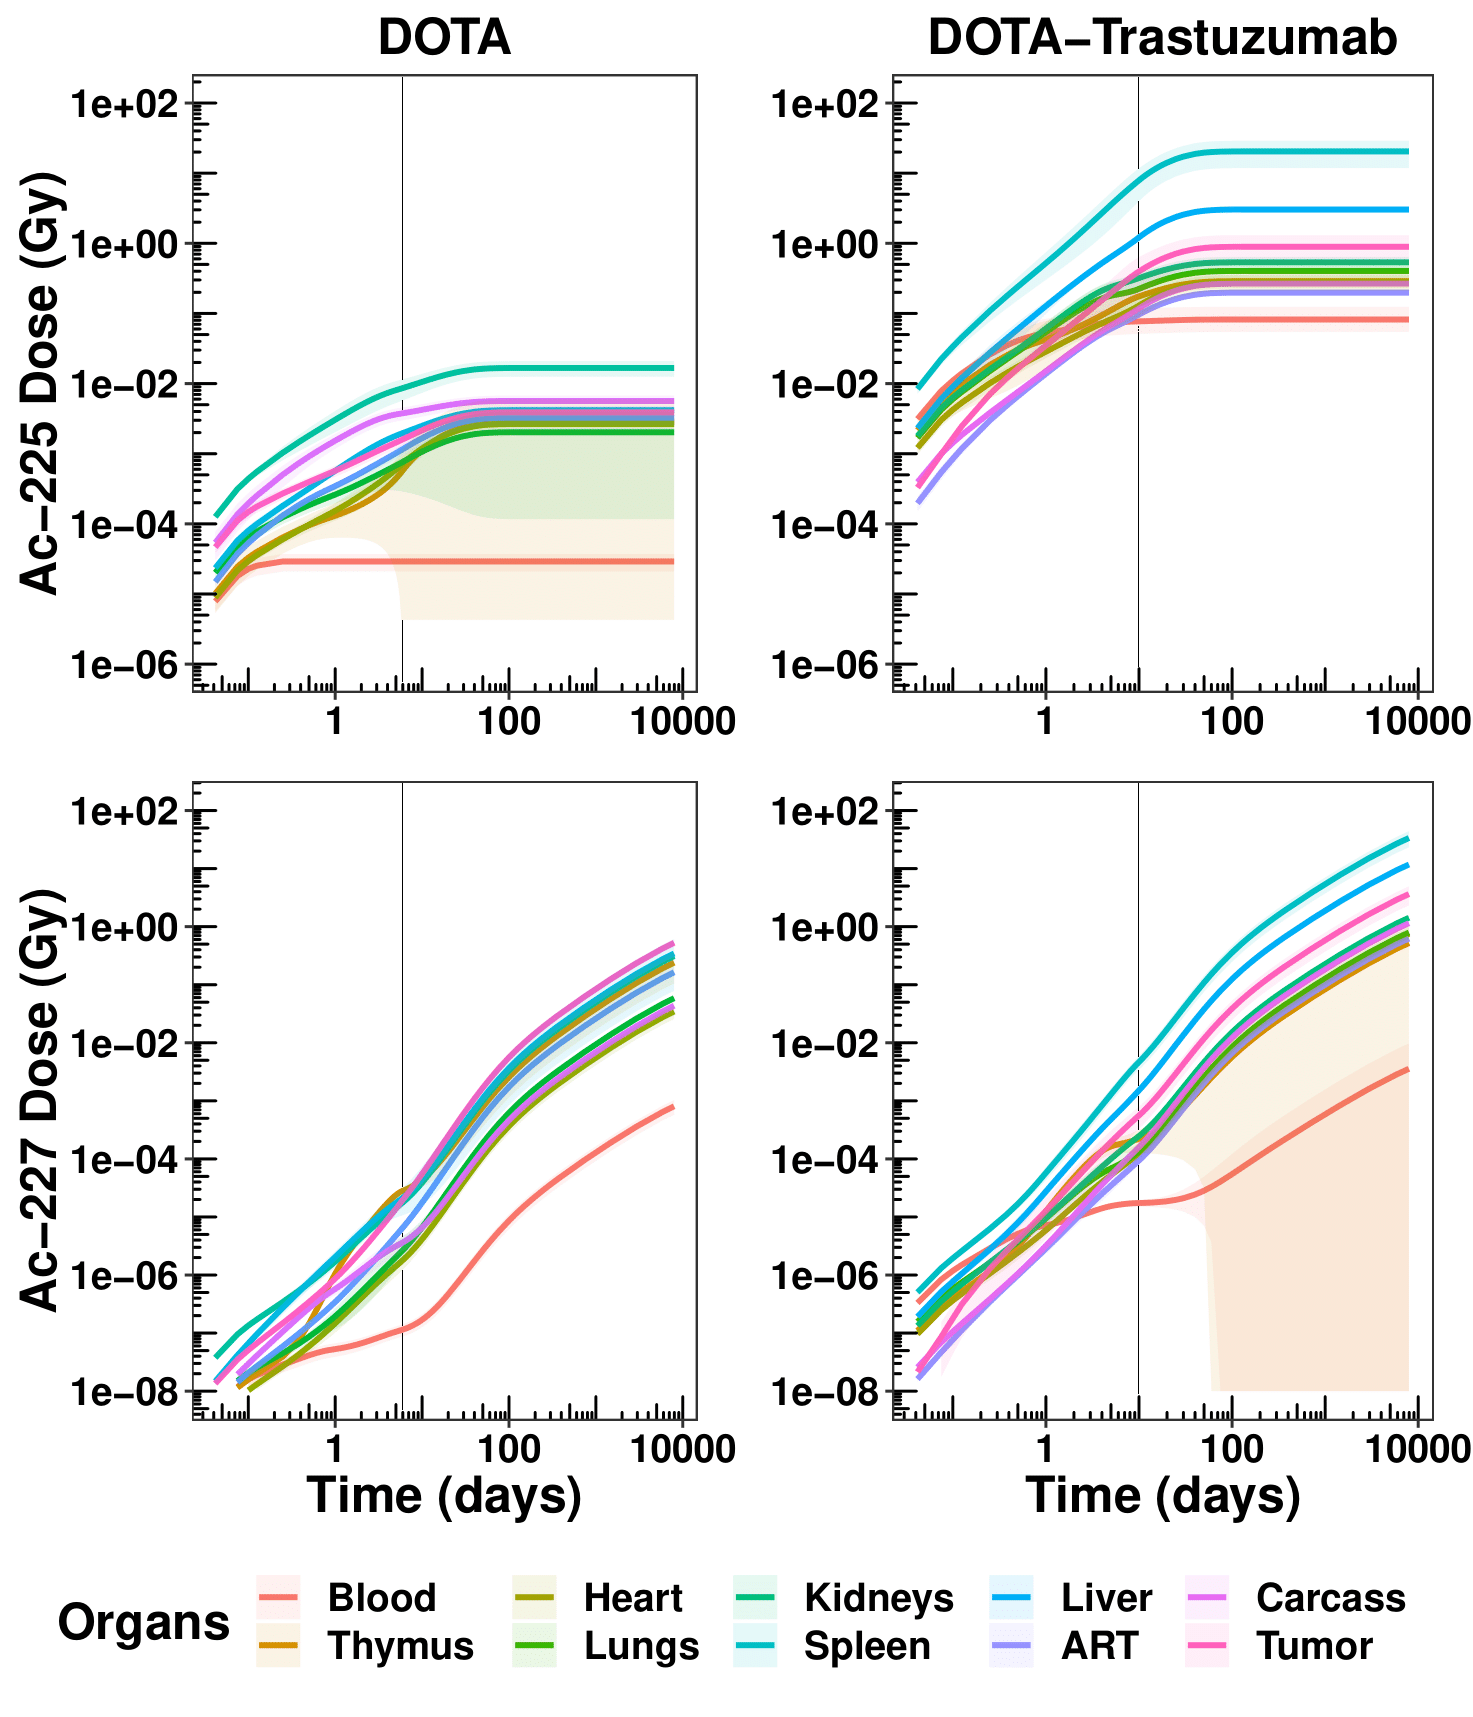 DOTA
DOTA−Trastuzumab
Ac−225 Dose (Gy)
1e+02
1e+00
1e−02
1e−04
1e−06
1 100 10000
1e+02
1e+00
1e−02
1e−04
1e−06
1 100 10000
Ac−227 Dose (Gy)
1e+02
1e+00
1e−02
1e−04
1e−06
1e−08
1 100 10000
Time (days)
1e+02
1e+00
1e−02
1e−04
1e−06
1e−08
1 100 10000
Time (days)
Organs
Blood Heart Kidneys Liver Carcass
Thymus Lungs Spleen ART Tumor